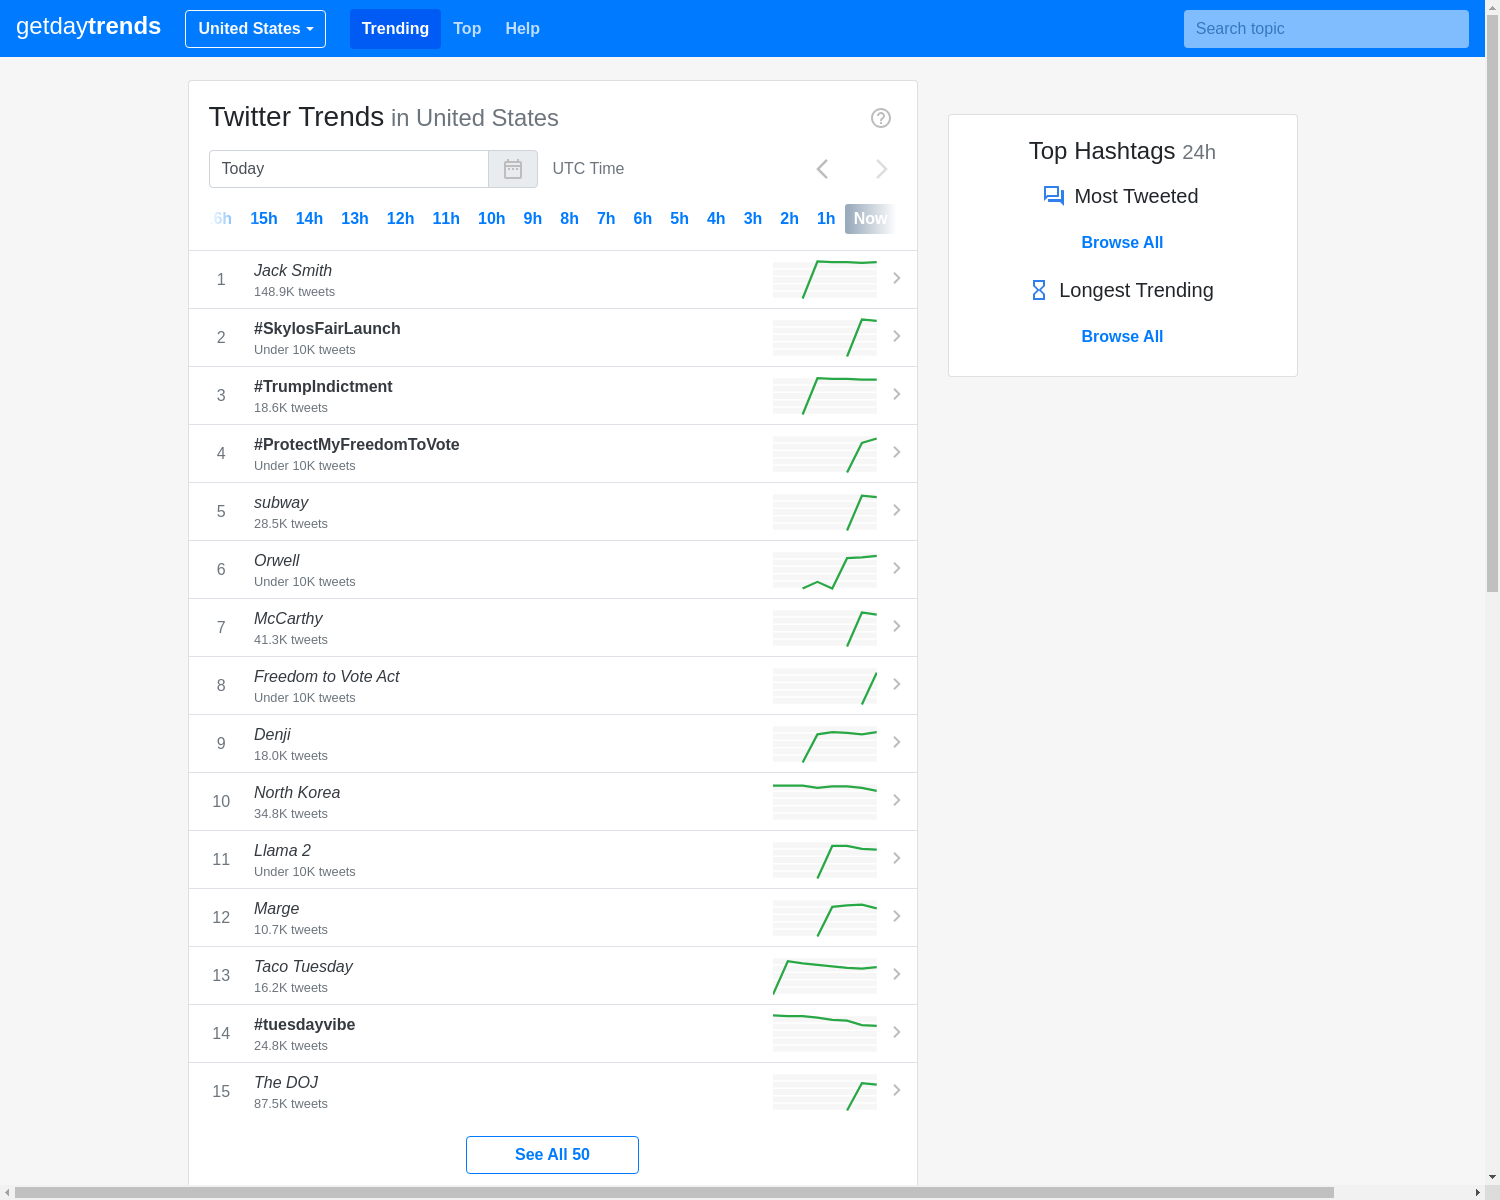 getdaytrends
United States
Trending
Top
Help
Search topic
Twitter Trends in United States
Today
UTC Time
6h 15h 14h 13h 12h 11h 10h 9h 8h 7h 6h 5h 4h 3h 2h 1h Now
1
Jack Smith
148.9K tweets
2
#SkylosFairLaunch
Under 10K tweets
3
#TrumpIndictment
18.6K tweets
4
#ProtectMyFreedomToVote
Under 10K tweets
5
subway
28.5K tweets
6
Orwell
Under 10K tweets
7
McCarthy
41.3K tweets
8
Freedom to Vote Act
Under 10K tweets
9
Denji
18.0K tweets
10
North Korea
34.8K tweets
11
Llama 2
Under 10K tweets
12
Marge
10.7K tweets
13
Taco Tuesday
16.2K tweets
14
#tuesdayvibe
24.8K tweets
15
The DOJ
87.5K tweets
See All 50
Top Hashtags 24h
Most Tweeted
Browse All
Longest Trending
Browse All